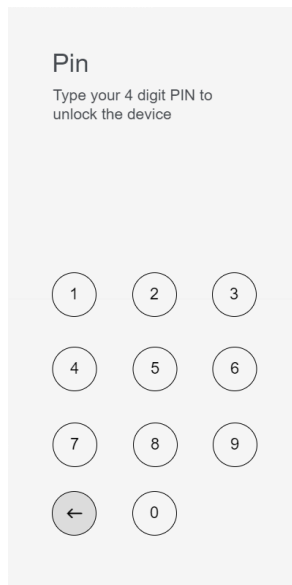 Pin
Type your 4 digit PIN to
unlock the device
1 2 3
4 5 6
7 8 9
← 0